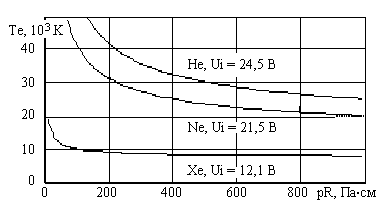 Te, 10³ K
40
He, Ui = 24,5 В
30
20
Ne, Ui = 21,5 В
10
Xe, Ui = 12,1 В
0
0 200 400 600 800 pR, Па·см